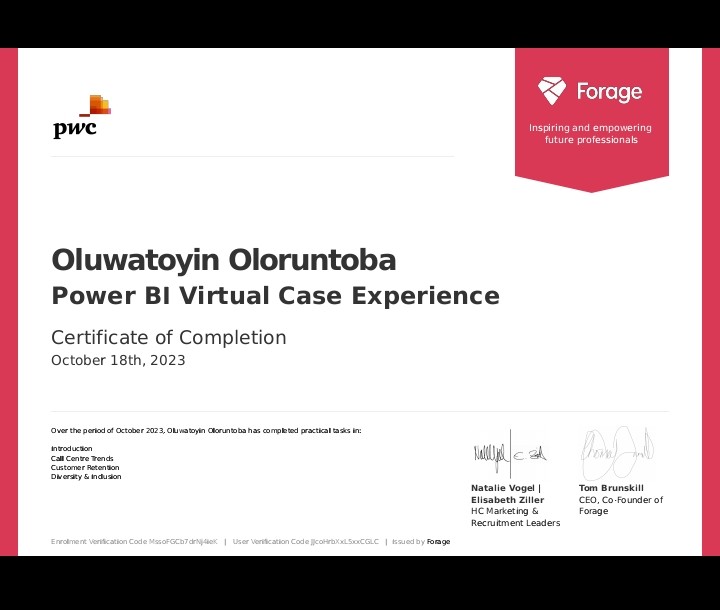 pwc
Forage
Inspiring and empowering
future professionals
Oluwatoyin Oloruntoba
Power BI Virtual Case Experience
Certificate of Completion
October 18th, 2023
Over the period of October 2023, Oluwatoyin Oloruntoba has completed practical tasks in:
Introduction
Call Centre Trends
Customer Retention
Diversity & Inclusion
Natalie Vogel |
Elisabeth Ziller
HC Marketing &
Recruitment Leaders
Tom Brunskill
CEO, Co-Founder of
Forage
Enrolment Verification Code | User Verification Code | Issued by Forage